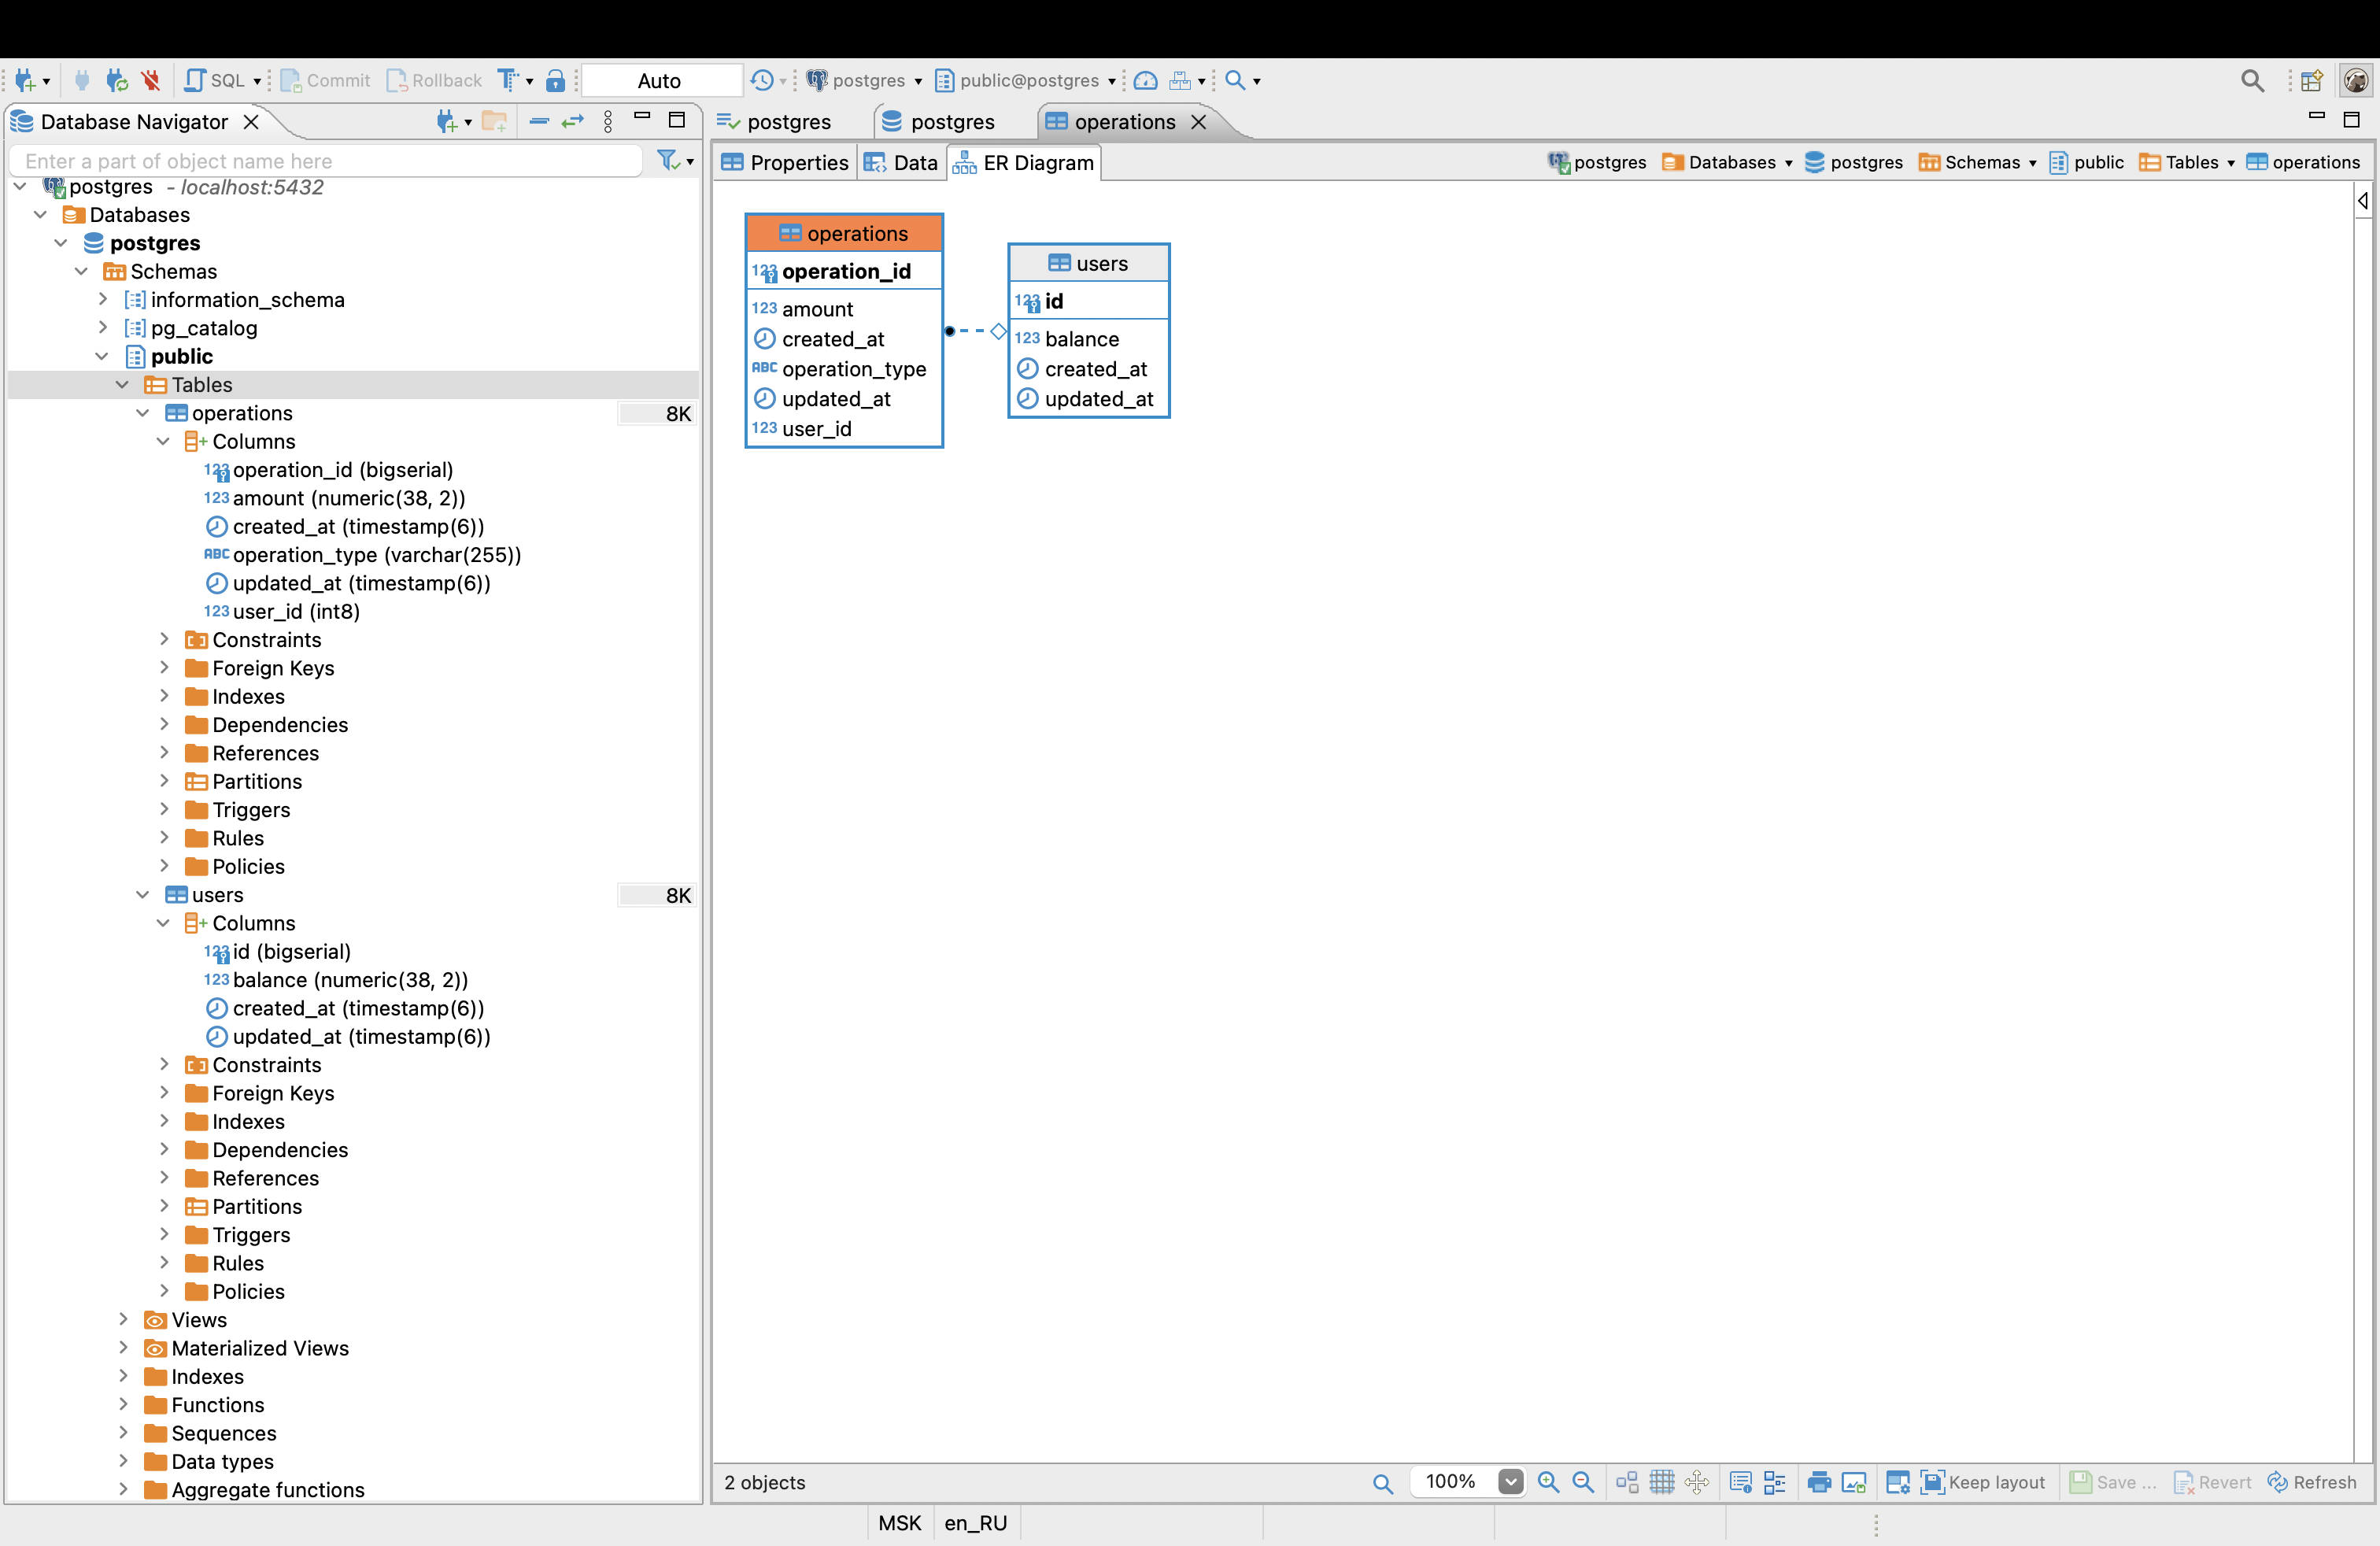 SQL Commit Rollback Auto postgres public@postgres
Database Navigator
Enter a part of object name here
postgres - localhost:5432
Databases
postgres
Schemas
information_schema
pg_catalog
public
Tables
operations 8K
Columns
operation_id (bigserial)
amount (numeric(38, 2))
created_at (timestamp(6))
operation_type (varchar(255))
updated_at (timestamp(6))
user_id (int8)
Constraints
Foreign Keys
Indexes
Dependencies
References
Partitions
Triggers
Rules
Policies
users 8K
Columns
id (bigserial)
balance (numeric(38, 2))
created_at (timestamp(6))
updated_at (timestamp(6))
Constraints
Foreign Keys
Indexes
Dependencies
References
Partitions
Triggers
Rules
Policies
Views
Materialized Views
Indexes
Functions
Sequences
Data types
Aggregate functions
postgres postgres operations
Properties Data ER Diagram
postgres Databases postgres Schemas public Tables operations
operations
123 operation_id
123 amount
created_at
ABC operation_type
updated_at
123 user_id
users
123 id
123 balance
created_at
updated_at
2 objects 100% Keep layout Save ... Revert Refresh
MSK en_RU